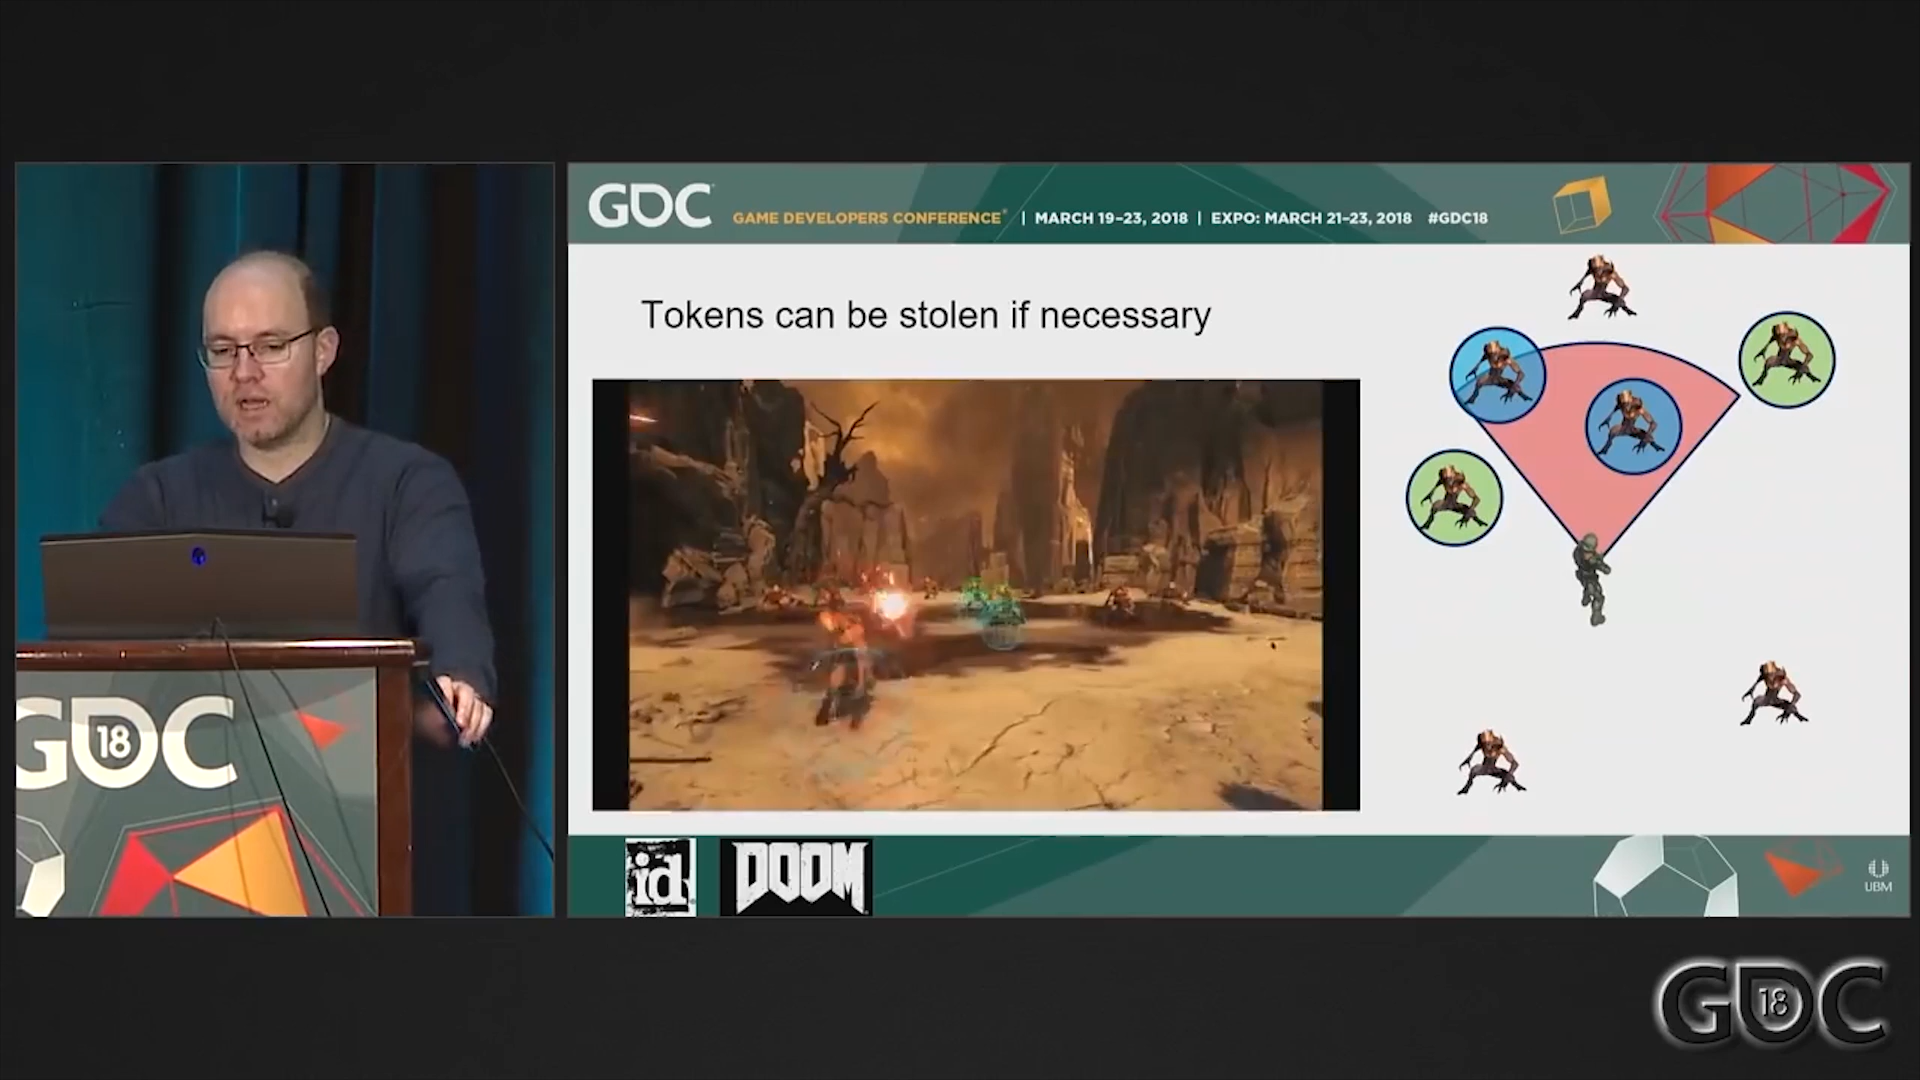 GDC GAME DEVELOPERS CONFERENCE® | MARCH 19–23, 2018 | EXPO: MARCH 21–23, 2018 #GDC18
Tokens can be stolen if necessary
GDC 18
id DOOM
UBM
GDC 18